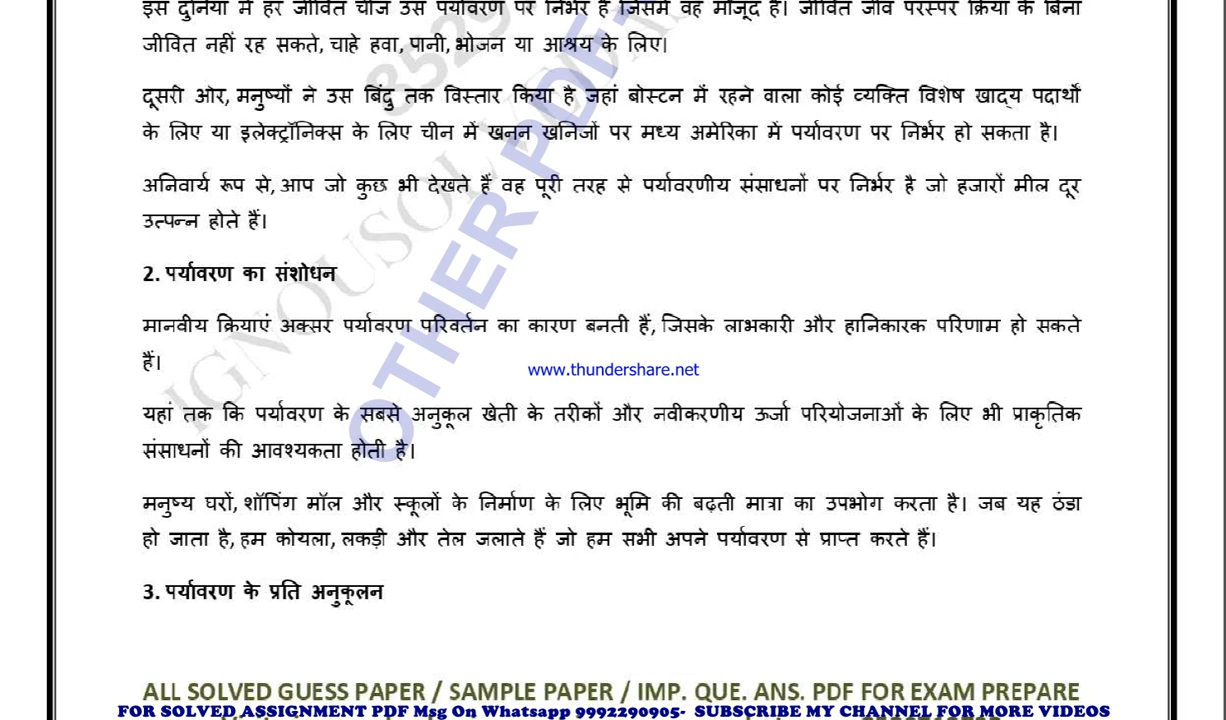 इस दुनिया में हर जीवित चीज उस पर्यावरण पर निर्भर है जिसमें वह मौजूद है। जीवित जीव परस्पर क्रिया के बिना
जीवित नहीं रह सकते, चाहे हवा, पानी, भोजन या आश्रय के लिए।
दूसरी ओर, मनुष्यों ने उस बिंदु तक विस्तार किया है जहां बोस्टन में रहने वाला कोई व्यक्ति विशेष खाद्य पदार्थों
के लिए या इलेक्ट्रॉनिक्स के लिए चीन में खनन खनिजों पर मध्य अमेरिका में पर्यावरण पर निर्भर हो सकता है।
अनिवार्य रूप से, आप जो कुछ भी देखते हैं वह पूरी तरह से पर्यावरणीय संसाधनों पर निर्भर है जो हजारों मील दूर
उत्पन्न होते हैं।
2. पर्यावरण का संशोधन
मानवीय क्रियाएं अक्सर पर्यावरण परिवर्तन का कारण बनती हैं, जिसके लाभकारी और हानिकारक परिणाम हो सकते
हैं।
www.thundershare.net
यहां तक कि पर्यावरण के सबसे अनुकूल खेती के तरीकों और नवीकरणीय ऊर्जा परियोजनाओं के लिए भी प्राकृतिक
संसाधनों की आवश्यकता होती है।
मनुष्य घरों, शॉपिंग मॉल और स्कूलों के निर्माण के लिए भूमि की बढ़ती मात्रा का उपभोग करता है। जब यह ठंडा
हो जाता है, हम कोयला, लकड़ी और तेल जलाते हैं जो हम सभी अपने पर्यावरण से प्राप्त करते हैं।
3. पर्यावरण के प्रति अनुकूलन
OTHER PDF
ALL SOLVED GUESS PAPER / SAMPLE PAPER / IMP. QUE. ANS. PDF FOR EXAM PREPARE
FOR SOLVED ASSIGNMENT PDF Msg On Whatsapp 9992290905- SUBSCRIBE MY CHANNEL FOR MORE VIDEOS